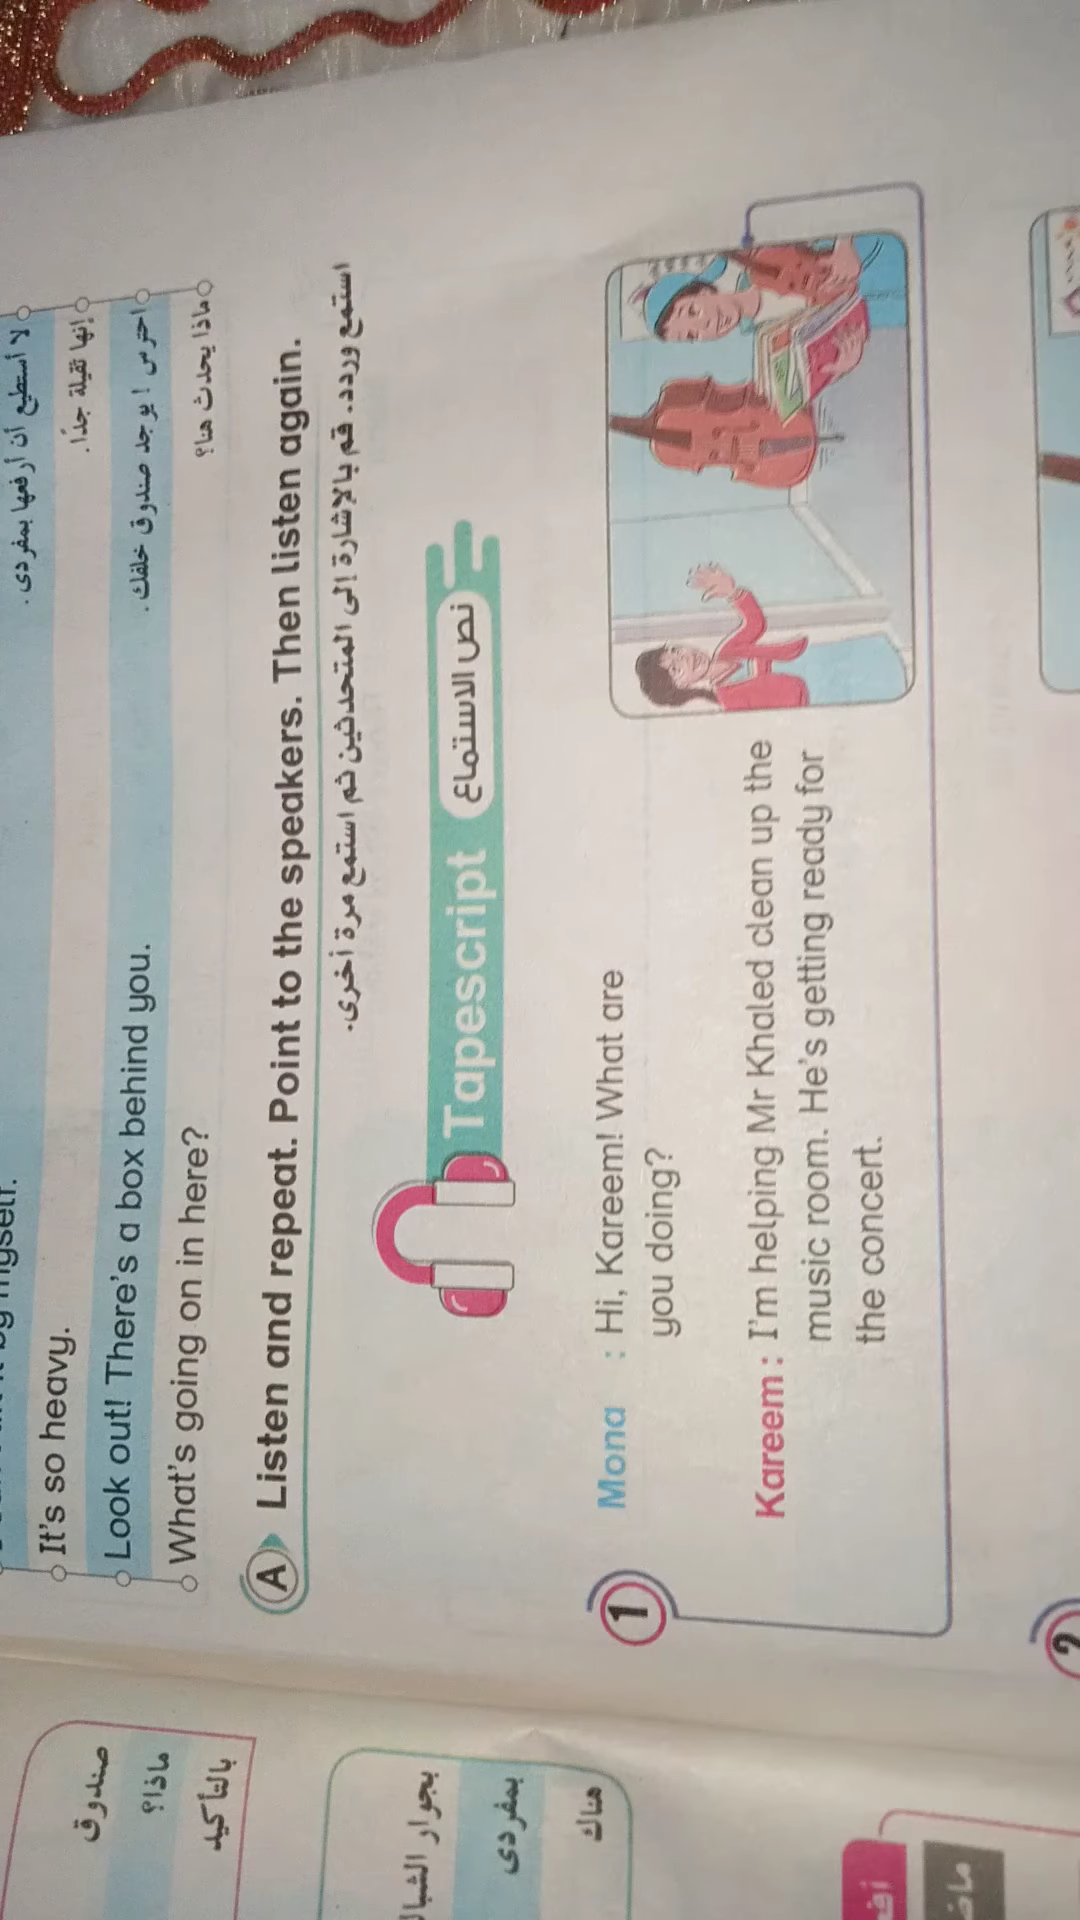 لا أستطيع أن أرفعها بمفردى.
It's so heavy.
إنها ثقيلة جدًا.
Look out! There's a box behind you.
احترس! يوجد صندوق خلفك.
What's going on in here?
ماذا يحدث هنا؟
A Listen and repeat. Point to the speakers. Then listen again.
استمع وردد. قم بالإشارة إلى المتحدثين ثم استمع مرة أخرى.
Tapescript نص الاستماع
1
Mona : Hi, Kareem! What are
you doing?
Kareem : I'm helping Mr Khaled clean up the
music room. He's getting ready for
the concert.
2
صندوق
ماذا؟
بالتأكيد
بجوار
بمفردى
هناك